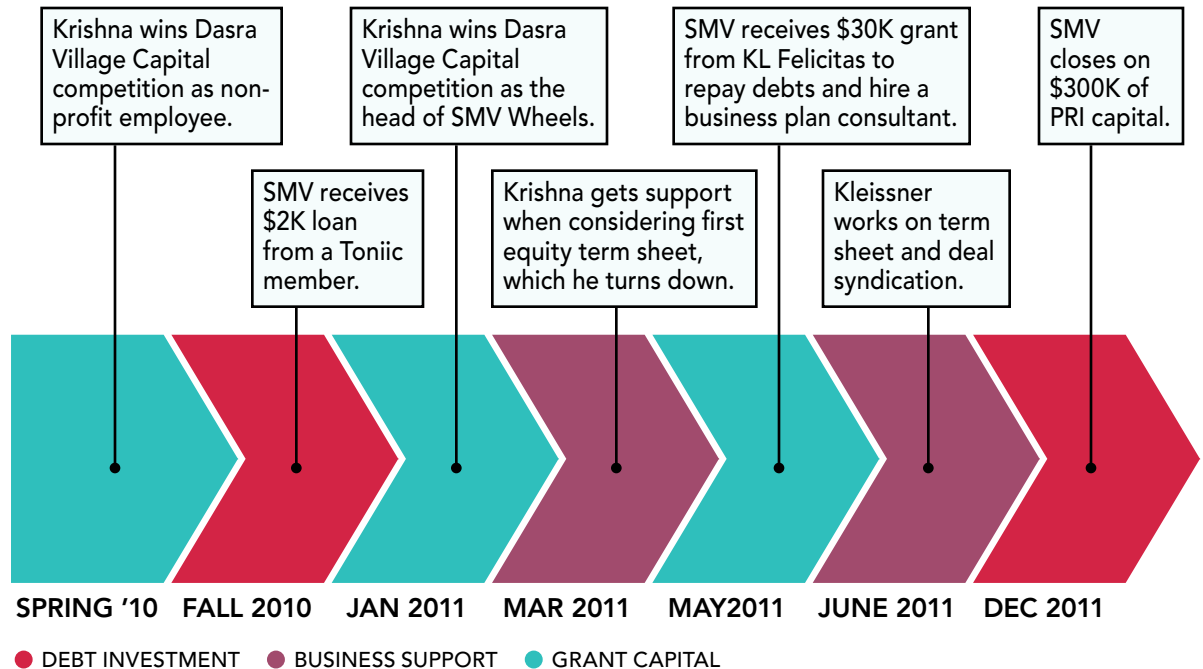 Krishna wins Dasra
Village Capital
competition as non-
profit employee.
Krishna wins Dasra
Village Capital
competition as the
head of SMV Wheels.
SMV receives $30K grant
from KL Felicitas to
repay debts and hire a
business plan consultant.
SMV
closes on
$300K of
PRI capital.
SMV receives
$2K loan
from a Toniic
member.
Krishna gets support
when considering first
equity term sheet,
which he turns down.
Kleissner
works on term
sheet and deal
syndication.
SPRING '10 FALL 2010 JAN 2011 MAR 2011 MAY2011 JUNE 2011 DEC 2011
DEBT INVESTMENT BUSINESS SUPPORT GRANT CAPITAL